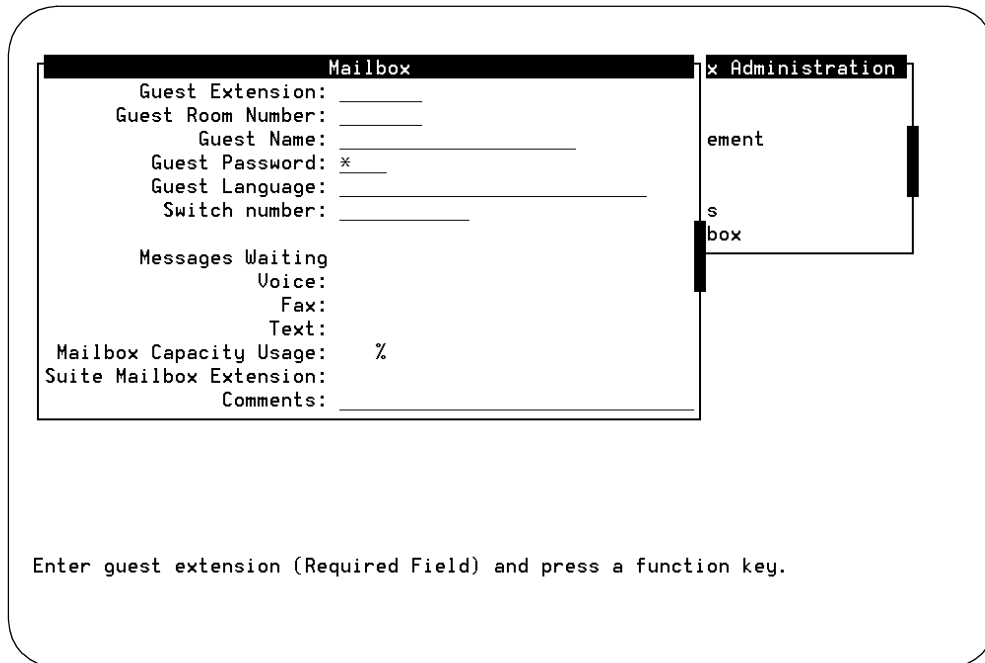 Mailbox
x Administration
Guest Extension:
Guest Room Number:
Guest Name:
ement
Guest Password: *
Guest Language:
Switch number:
s
box
Messages Waiting
Voice:
Fax:
Text:
Mailbox Capacity Usage: %
Suite Mailbox Extension:
Comments:
Enter guest extension (Required Field) and press a function key.